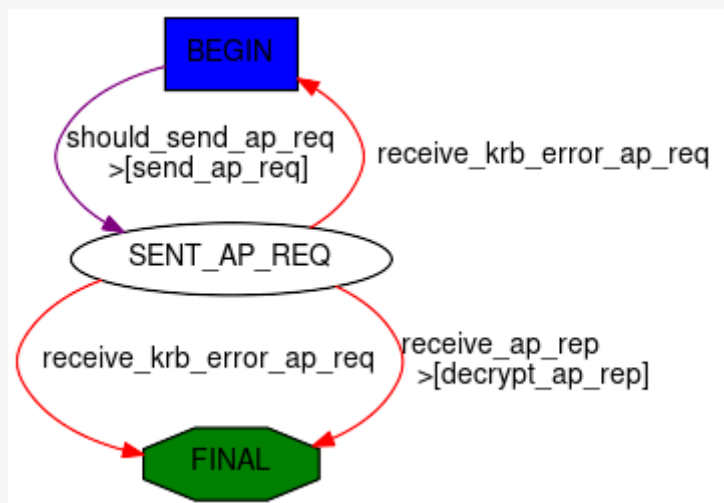 BEGIN
should_send_ap_req
>[send_ap_req]
receive_krb_error_ap_req
SENT_AP_REQ
receive_krb_error_ap_req
receive_ap_rep
>[decrypt_ap_rep]
FINAL